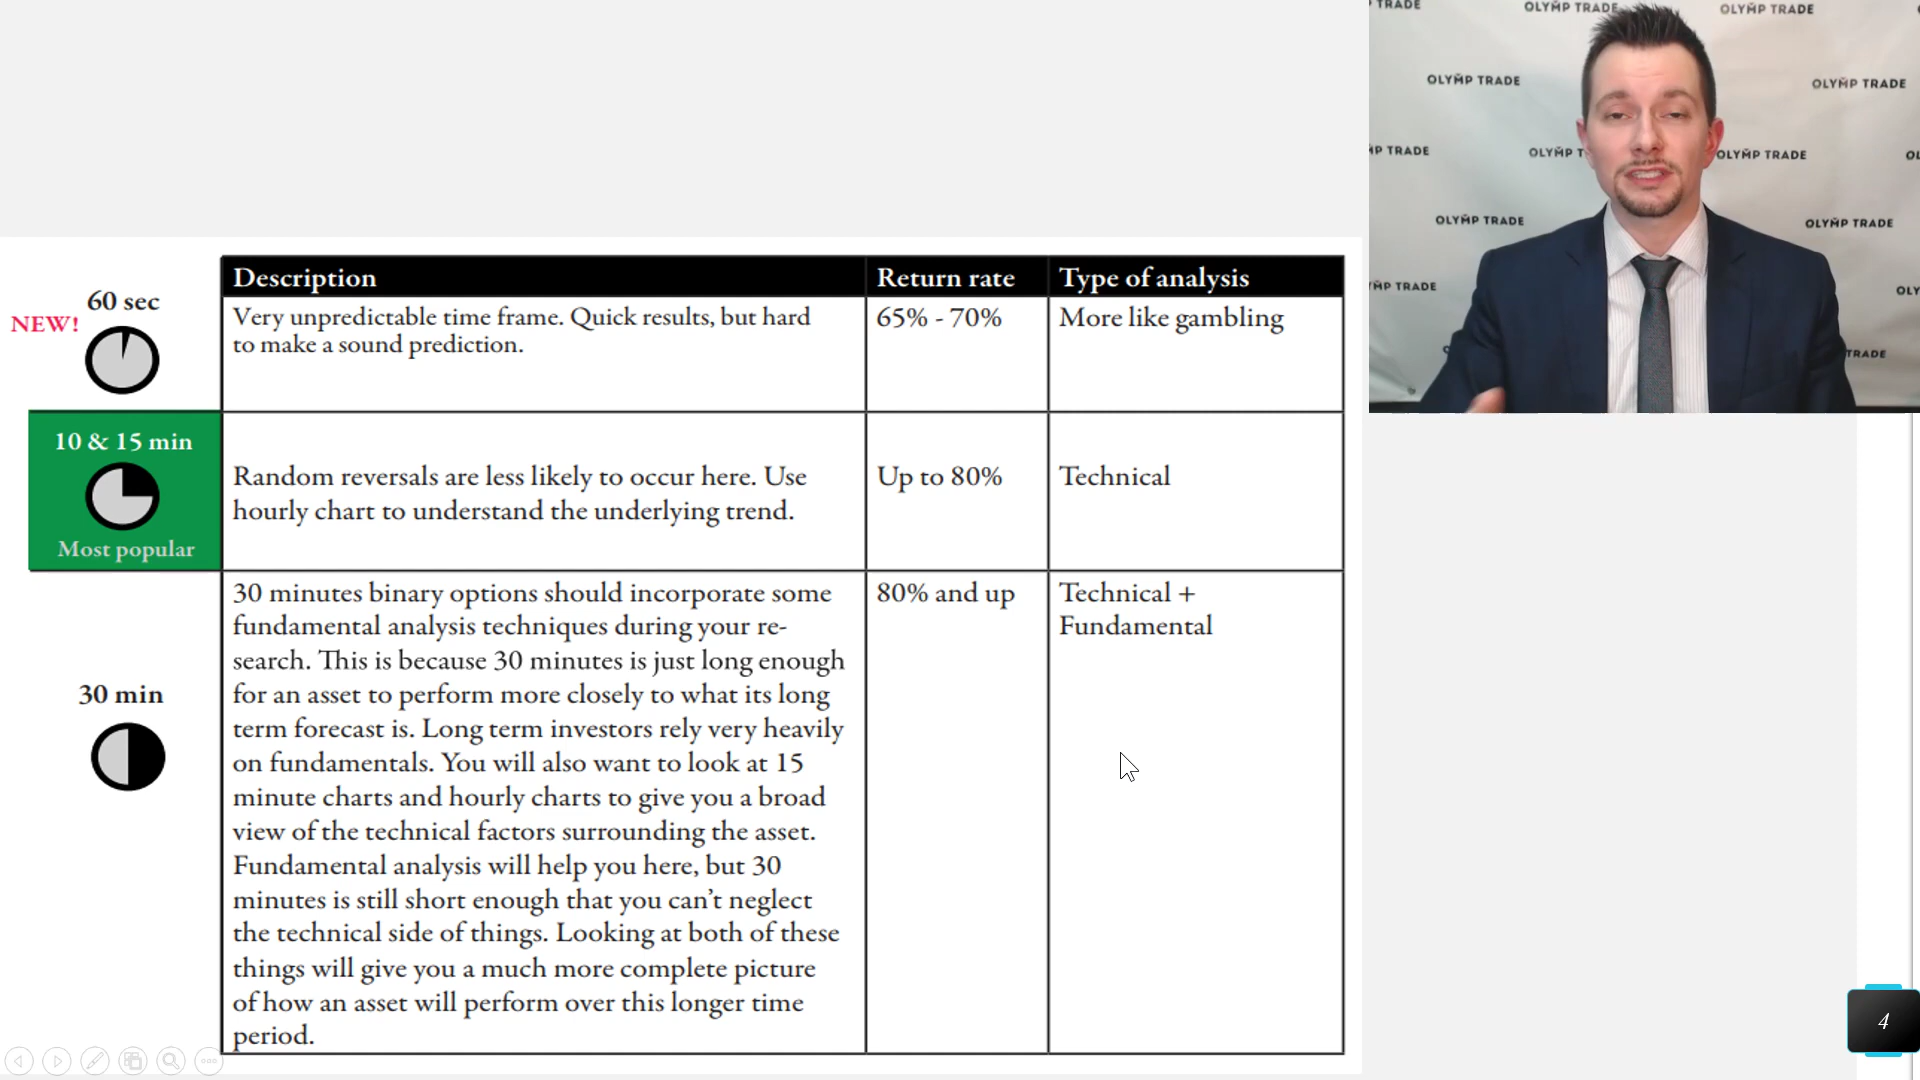 TRADE
OLYMP TRADE
OLYMP TRADE
OLYMP TRADE
OLYMP TRADE
MP TRADE
OLYMP T
OLYMP TRADE
OL
OLYMP TRADE
OLYMP TRADE
MP TRADE
OLY
TRADE
Description
Return rate
Type of analysis
60 sec
NEW!
Very unpredictable time frame. Quick results, but hard
to make a sound prediction.
65% - 70%
More like gambling
10 & 15 min
Most popular
Random reversals are less likely to occur here. Use
hourly chart to understand the underlying trend.
Up to 80%
Technical
30 min
30 minutes binary options should incorporate some
fundamental analysis techniques during your re-
search. This is because 30 minutes is just long enough
for an asset to perform more closely to what its long
term forecast is. Long term investors rely very heavily
on fundamentals. You will also want to look at 15
minute charts and hourly charts to give you a broad
view of the technical factors surrounding the asset.
Fundamental analysis will help you here, but 30
minutes is still short enough that you can't neglect
the technical side of things. Looking at both of these
things will give you a much more complete picture
of how an asset will perform over this longer time
period.
80% and up
Technical +
Fundamental
4